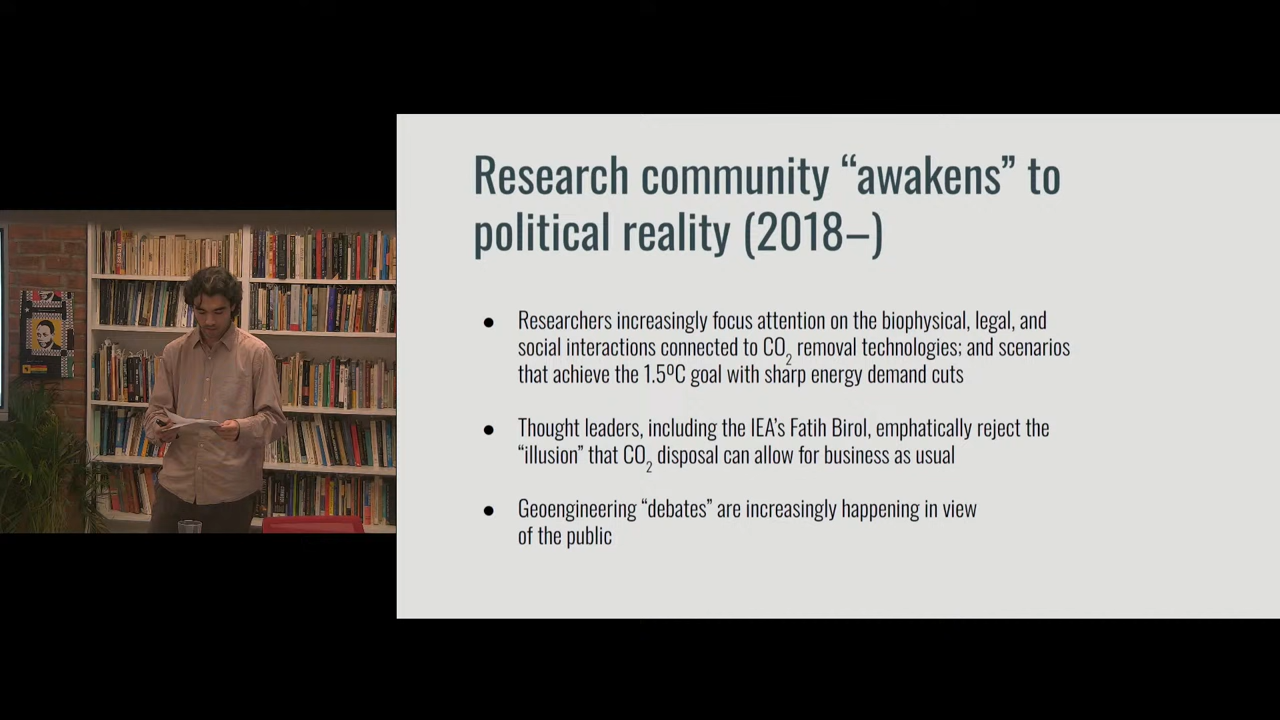 Research community “awakens” to
political reality (2018–)
● Researchers increasingly focus attention on the biophysical, legal, and
social interactions connected to CO₂ removal technologies; and scenarios
that achieve the 1.5ºC goal with sharp energy demand cuts
● Thought leaders, including the IEA’s Fatih Birol, emphatically reject the
“illusion” that CO₂ disposal can allow for business as usual
● Geoengineering “debates” are increasingly happening in view
of the public